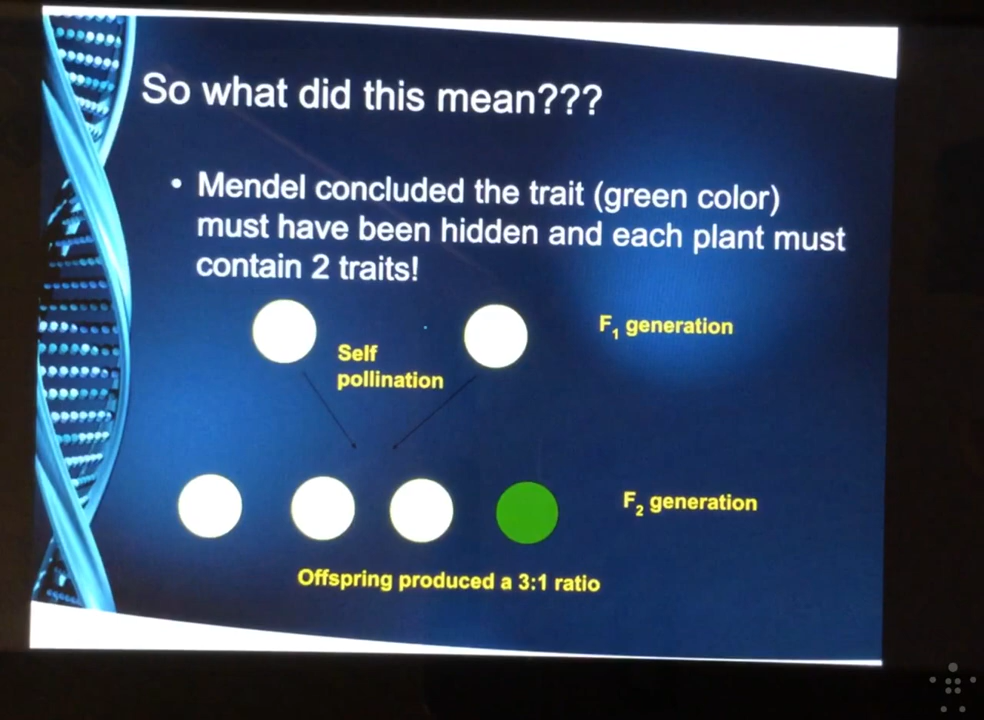 So what did this mean???
• Mendel concluded the trait (green color)
must have been hidden and each plant must
contain 2 traits!
F₁ generation
Self
pollination
F₂ generation
Offspring produced a 3:1 ratio